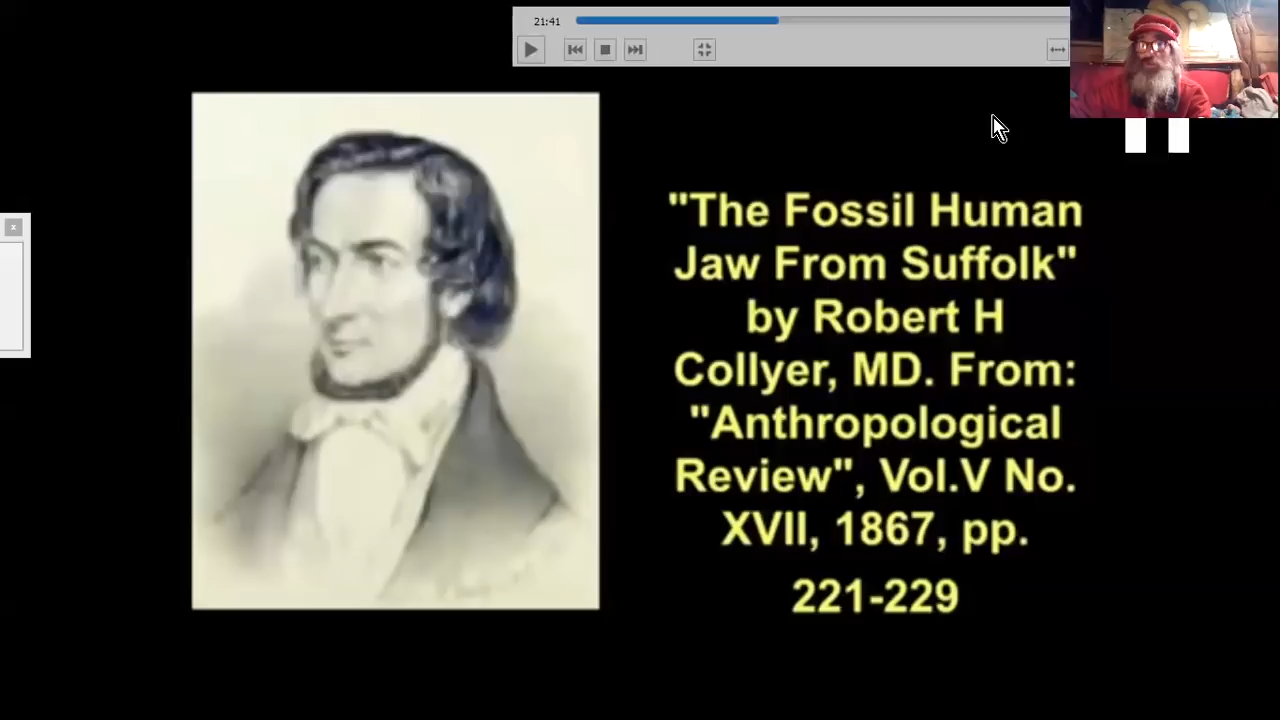 21:41
x
"The Fossil Human
Jaw From Suffolk"
by Robert H
Collyer, MD. From:
"Anthropological
Review", Vol.V No.
XVII, 1867, pp.
221-229